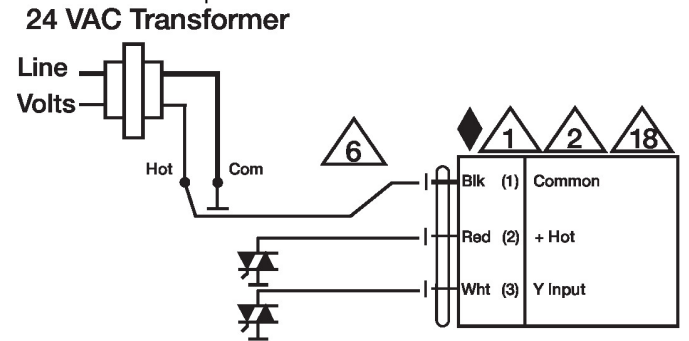 24 VAC Transformer
Line
Volts
Hot
Com
6
1
2
18
Blk (1) Common
Red (2) + Hot
Wht (3) Y Input